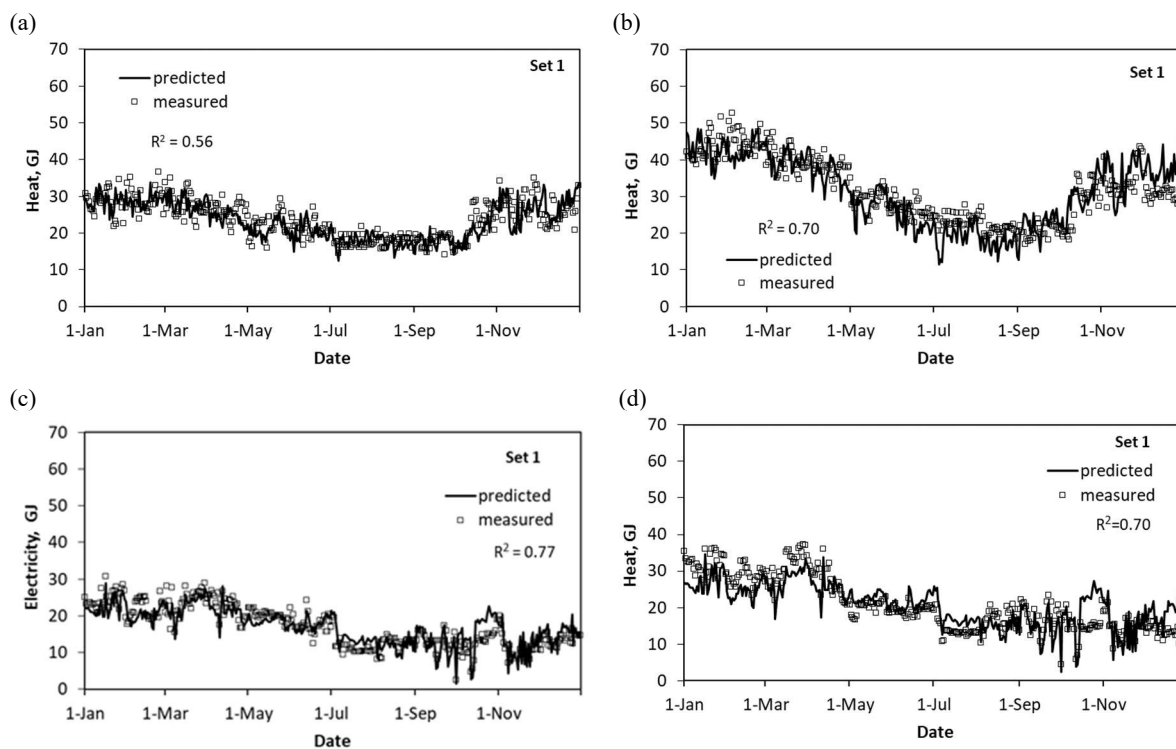 (a)
70
60
50
40
30
20
10
0
Heat, GJ
Set 1
predicted
measured
R² = 0.56
1-Jan 1-Mar 1-May 1-Jul 1-Sep 1-Nov
Date
(b)
70
60
50
40
30
20
10
0
Heat, GJ
Set 1
R² = 0.70
predicted
measured
1-Jan 1-Mar 1-May 1-Jul 1-Sep 1-Nov
Date
(c)
70
60
50
40
30
20
10
0
Electricity, GJ
Set 1
predicted
measured
R² = 0.77
1-Jan 1-Mar 1-May 1-Jul 1-Sep 1-Nov
Date
(d)
70
60
50
40
30
20
10
0
Heat, GJ
Set 1
predicted
measured
R²=0.70
1-Jan 1-Mar 1-May 1-Jul 1-Sep 1-Nov
Date